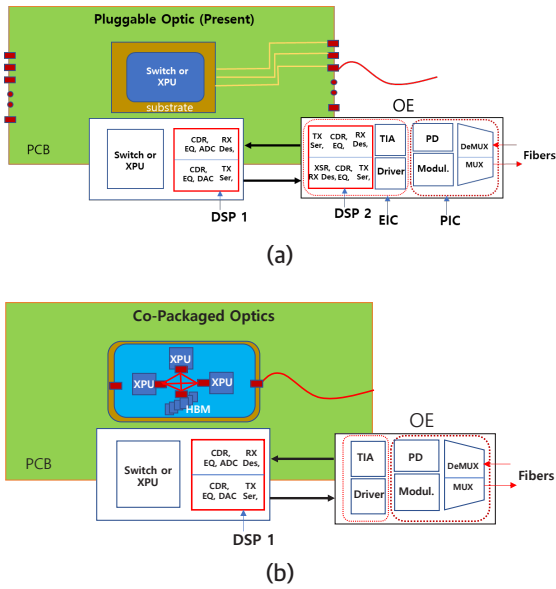 Pluggable Optic (Present)
Switch or
XPU
substrate
PCB
OE
Switch or
XPU
CDR, RX
EQ, ADC Des,
CDR, TX
EQ, DAC Ser,
DSP 1
TX CDR, RX
Ser, EQ, Des,
XSR, CDR, TX
RX Des, EQ, Ser,
DSP 2
TIA
Driver
EIC
PD
Modul.
PIC
DeMUX
MUX
Fibers
(a)
Co-Packaged Optics
XPU
XPU
XPU
HBM
PCB
OE
Switch or
XPU
CDR, RX
EQ, ADC Des,
CDR, TX
EQ, DAC Ser,
DSP 1
TIA
Driver
PD
Modul.
DeMUX
MUX
Fibers
(b)